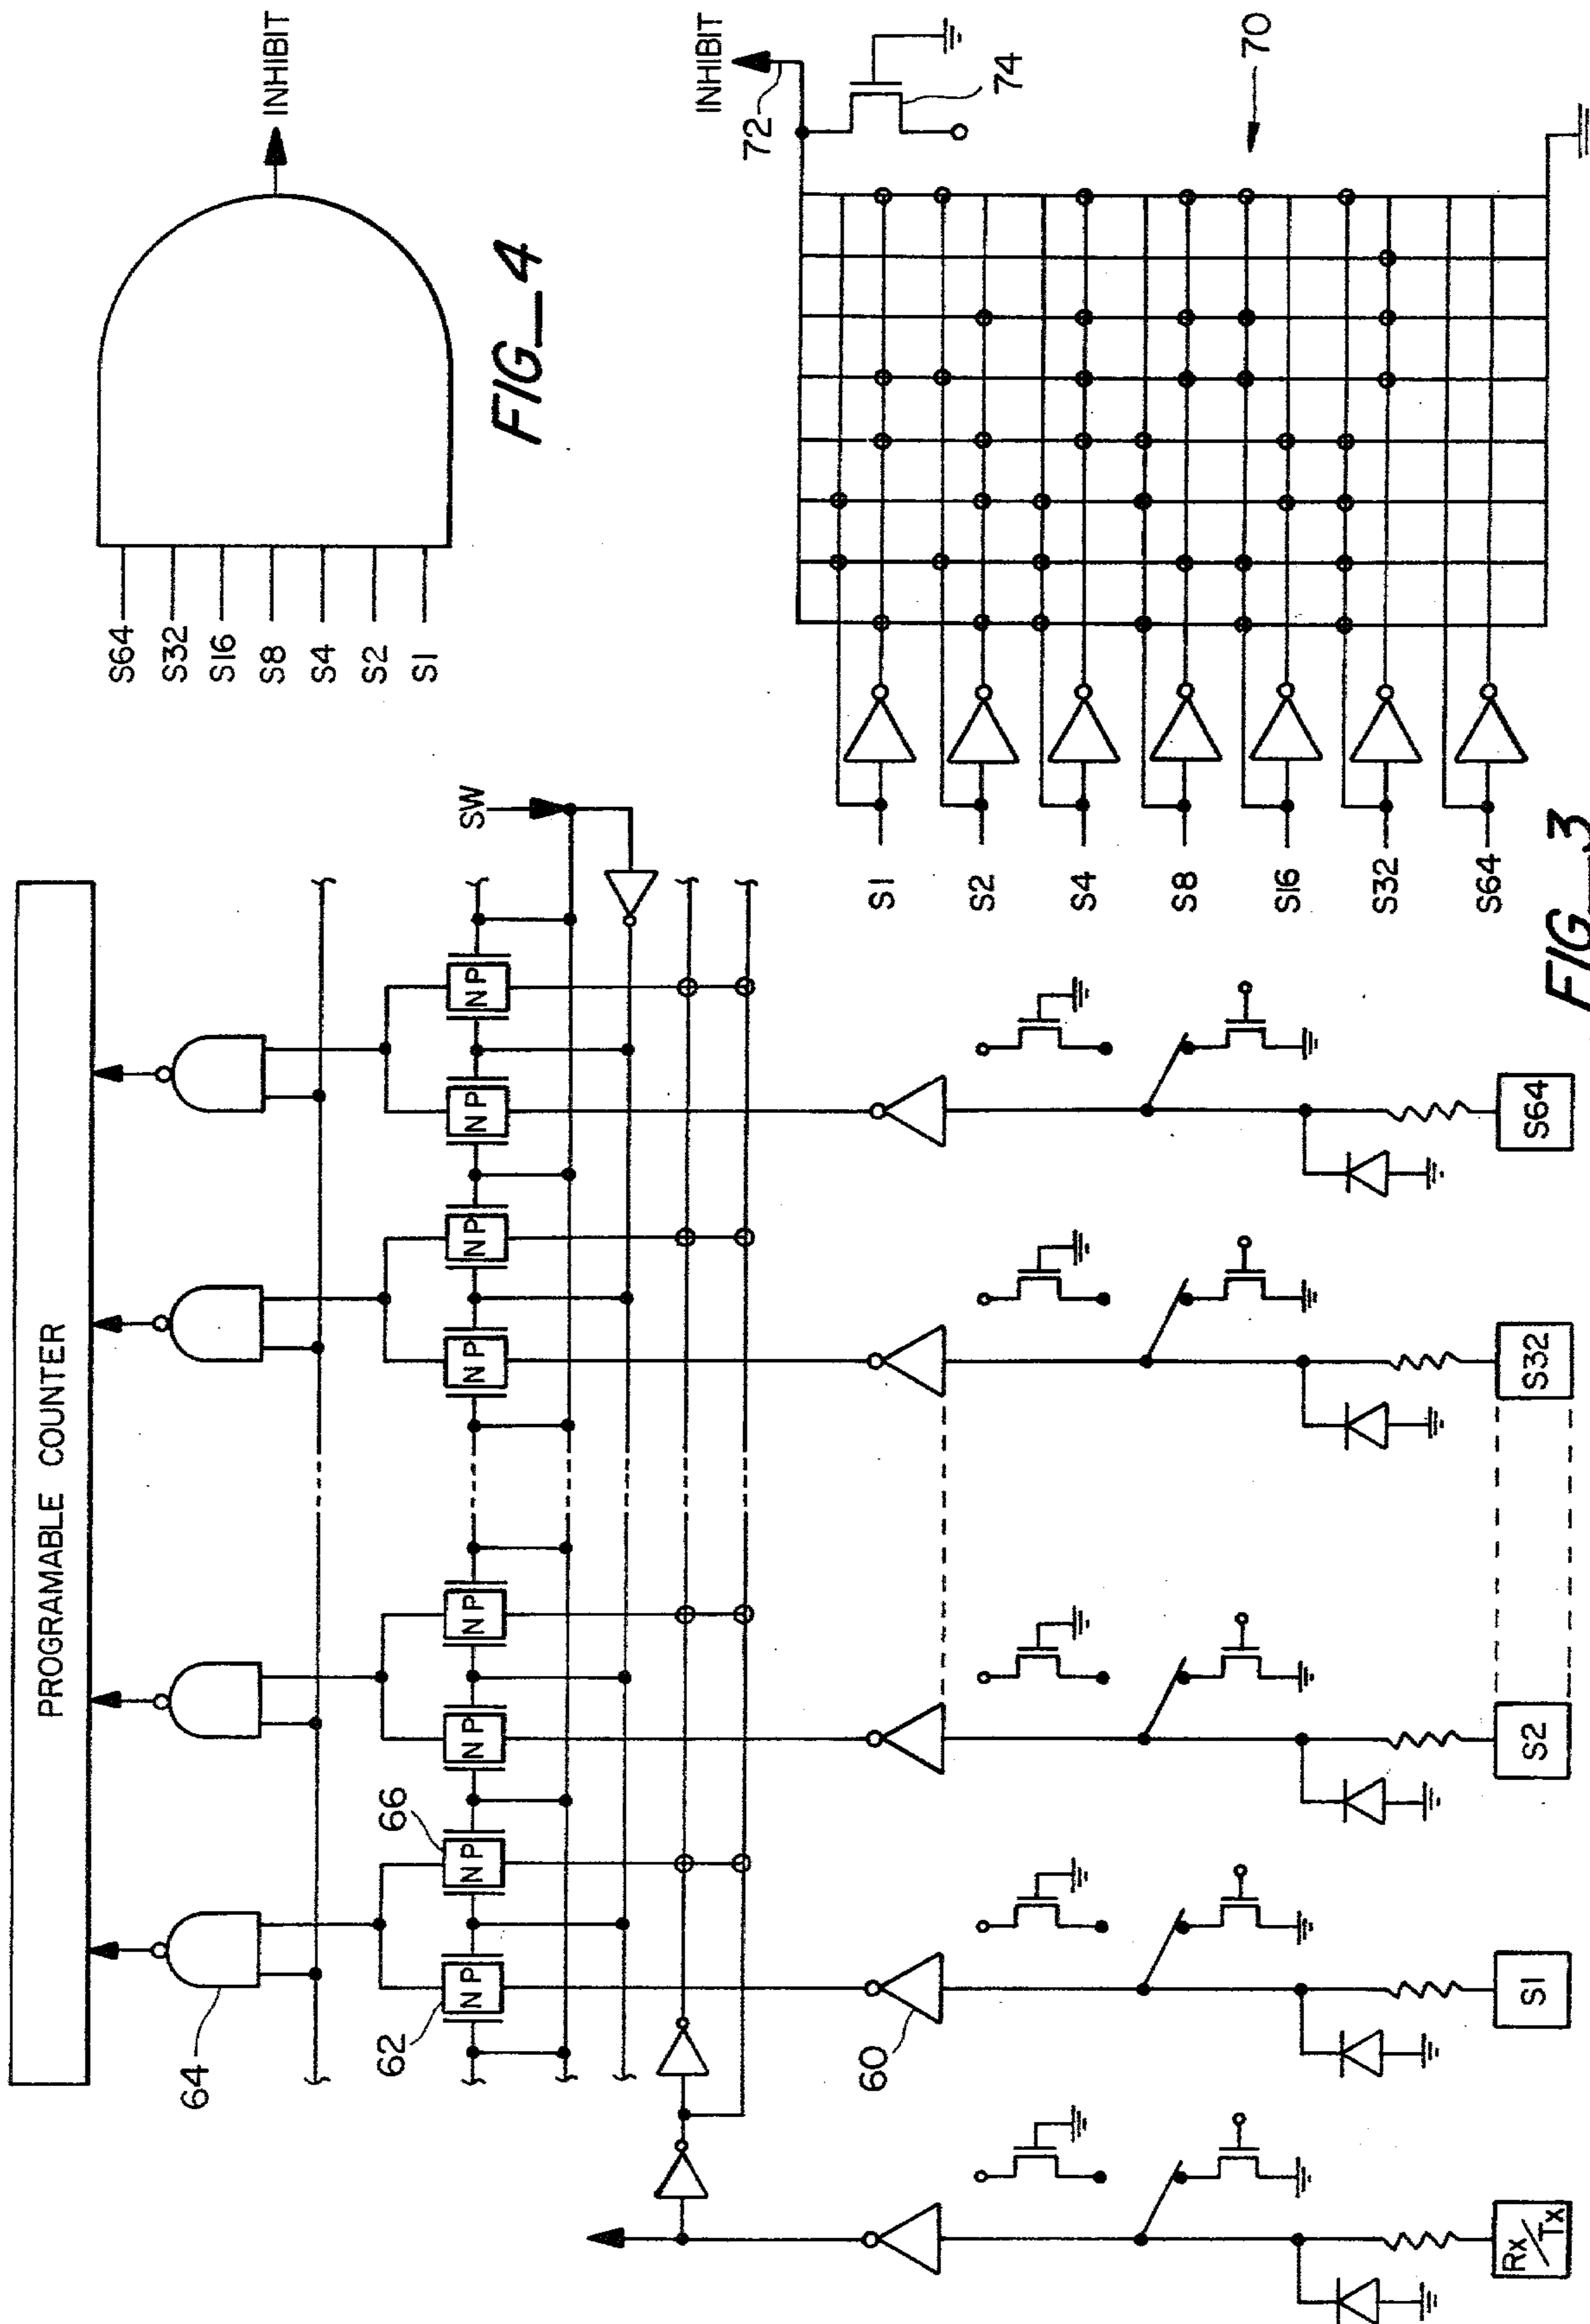 PROGRAMABLE COUNTER
64
62
66
60
SW
N P
N P
N P
N P
N P
N P
N P
N P
Rx/Tx
S1
S2
S32
S64
S64
S32
S16
S8
S4
S2
S1
INHIBIT
FIG_4
INHIBIT
72
74
70
S1
S2
S4
S8
S16
S32
S64
FIG_3